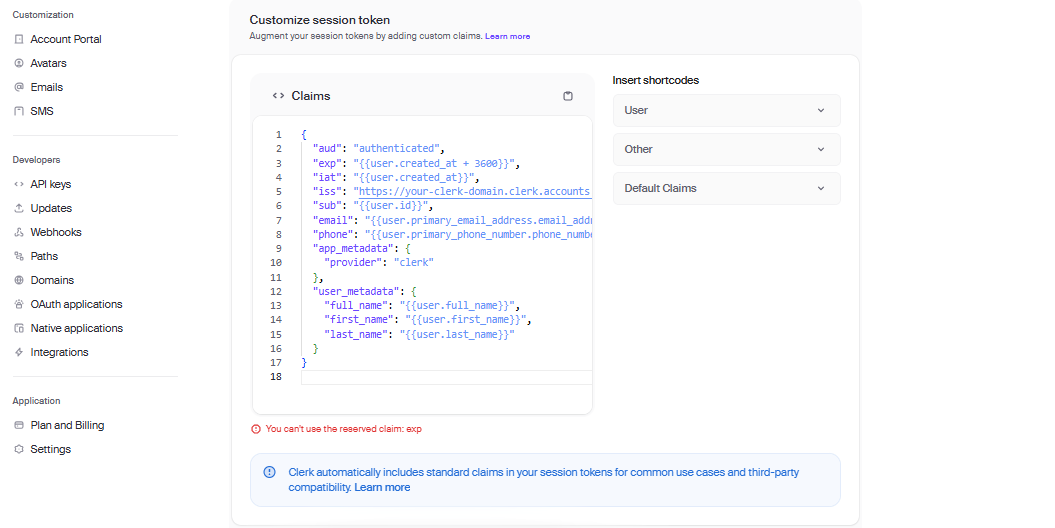 Customization
Account Portal
Avatars
Emails
SMS
Developers
API keys
Updates
Webhooks
Paths
Domains
OAuth applications
Native applications
Integrations
Application
Plan and Billing
Settings
Customize session token
Augment your session tokens by adding custom claims. Learn more
<> Claims
1 {
2 "aud": "authenticated",
3 "exp": "{{user.created_at + 3600}}",
4 "iat": "{{user.created_at}}",
5 "iss": "https://your-clerk-domain.clerk.accounts
6 "sub": "{{user.id}}",
7 "email": "{{user.primary_email_address.email_addr
8 "phone": "{{user.primary_phone_number.phone_numbe
9 "app_metadata": {
10 "provider": "clerk"
11 },
12 "user_metadata": {
13 "full_name": "{{user.full_name}}",
14 "first_name": "{{user.first_name}}",
15 "last_name": "{{user.last_name}}"
16 }
17 }
18
You can't use the reserved claim: exp
Insert shortcodes
User
Other
Default Claims
Clerk automatically includes standard claims in your session tokens for common use cases and third-party
compatibility. Learn more